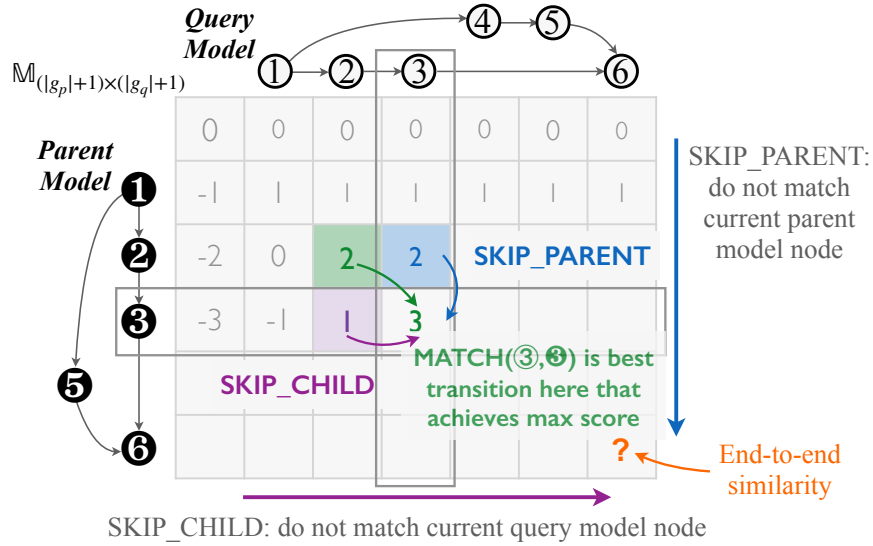 Query
Model
④ ⑤
① ② ③ ⑥
𝕄(|g_p|+1)×(|g_q|+1)
0 0 0 0 0 0 0
Parent
Model
❶ -1 1 1 1 1 1 1
❷ -2 0 2 2 SKIP_PARENT
❸ -3 -1 1 3
SKIP_PARENT:
do not match
current parent
model node
MATCH(③,❸) is best
transition here that
achieves max score
❺ SKIP_CHILD
❻ ?
End-to-end
similarity
SKIP_CHILD: do not match current query model node